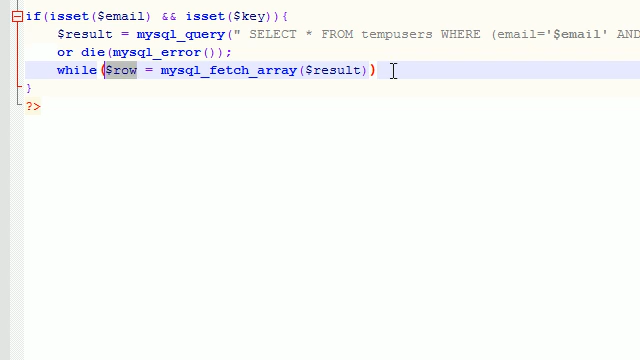 if(isset($email) && isset($key)){
$result = mysql_query(" SELECT * FROM tempusers WHERE (email='$email' AND
or die(mysql_error());
while($row = mysql_fetch_array($result))
}
?>